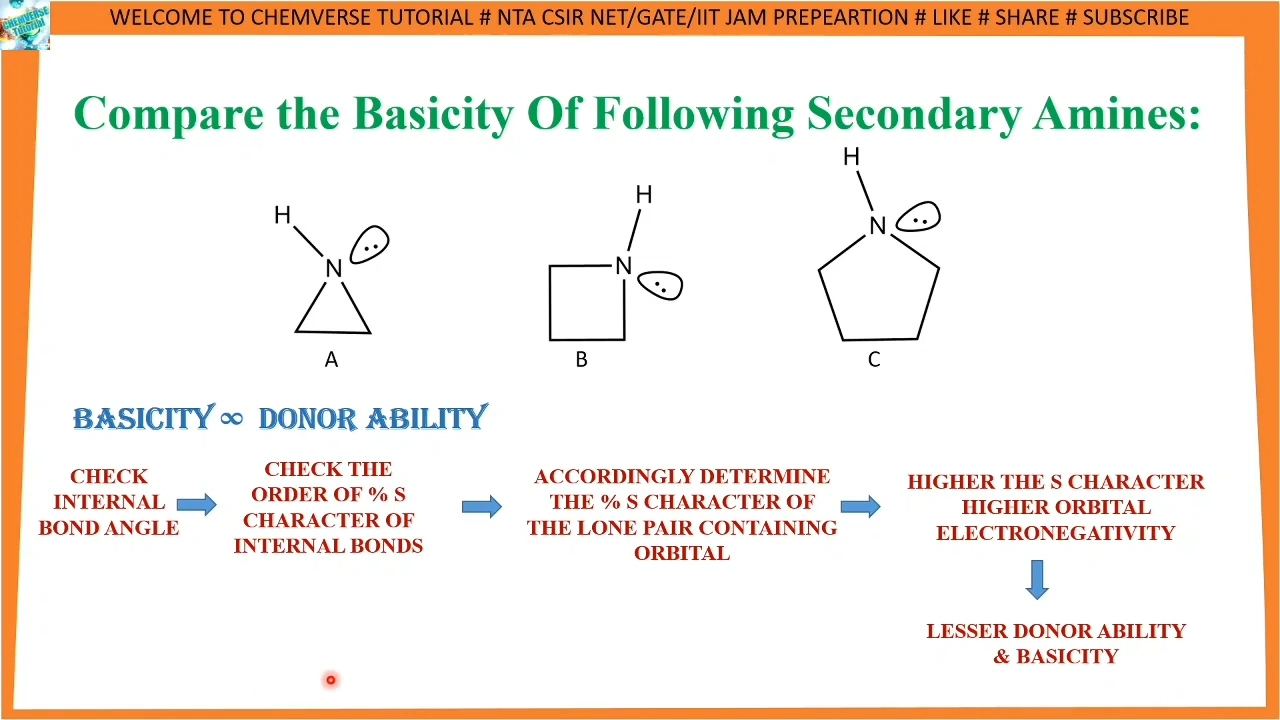 WELCOME TO CHEMVERSE TUTORIAL # NTA CSIR NET/GATE/IIT JAM PREPEARTION # LIKE # SHARE # SUBSCRIBE
CHEMVERSE
TUTORIAL
Compare the Basicity Of Following Secondary Amines:
H
N
A
H
N
B
H
N
C
BASICITY ∞ DONOR ABILITY
CHECK
INTERNAL
BOND ANGLE
CHECK THE
ORDER OF % S
CHARACTER OF
INTERNAL BONDS
ACCORDINGLY DETERMINE
THE % S CHARACTER OF
THE LONE PAIR CONTAINING
ORBITAL
HIGHER THE S CHARACTER
HIGHER ORBITAL
ELECTRONEGATIVITY
LESSER DONOR ABILITY
& BASICITY